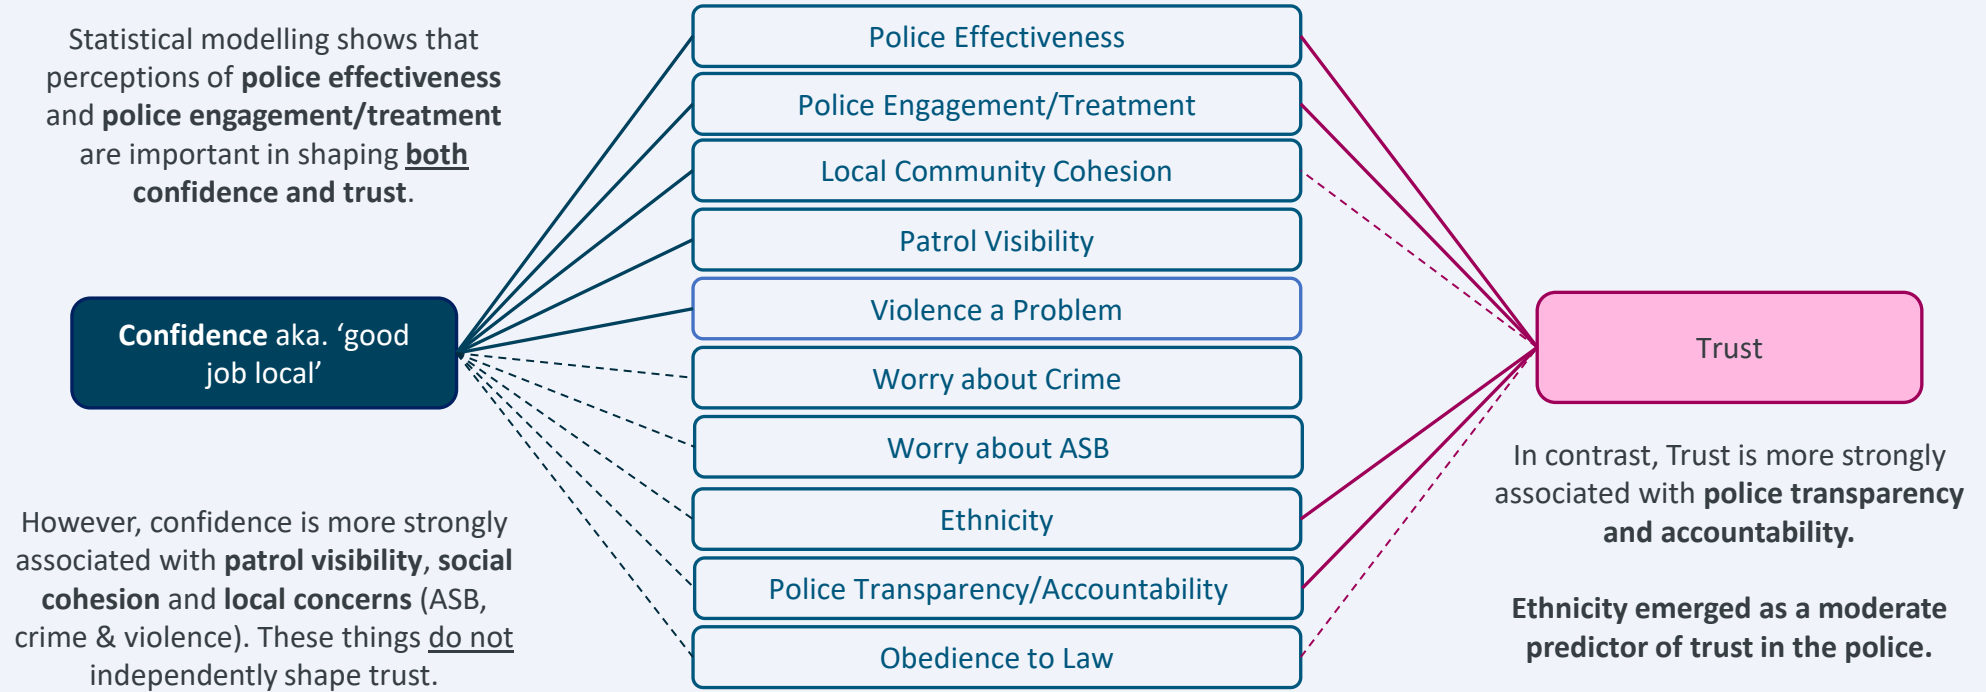 Statistical modelling shows that
perceptions of police effectiveness
and police engagement/treatment
are important in shaping both
confidence and trust.
Confidence aka. ‘good
job local’
However, confidence is more strongly
associated with patrol visibility, social
cohesion and local concerns (ASB,
crime & violence). These things do not
independently shape trust.
Police Effectiveness
Police Engagement/Treatment
Local Community Cohesion
Patrol Visibility
Violence a Problem
Worry about Crime
Worry about ASB
Ethnicity
Police Transparency/Accountability
Obedience to Law
Trust
In contrast, Trust is more strongly
associated with police transparency
and accountability.
Ethnicity emerged as a moderate
predictor of trust in the police.